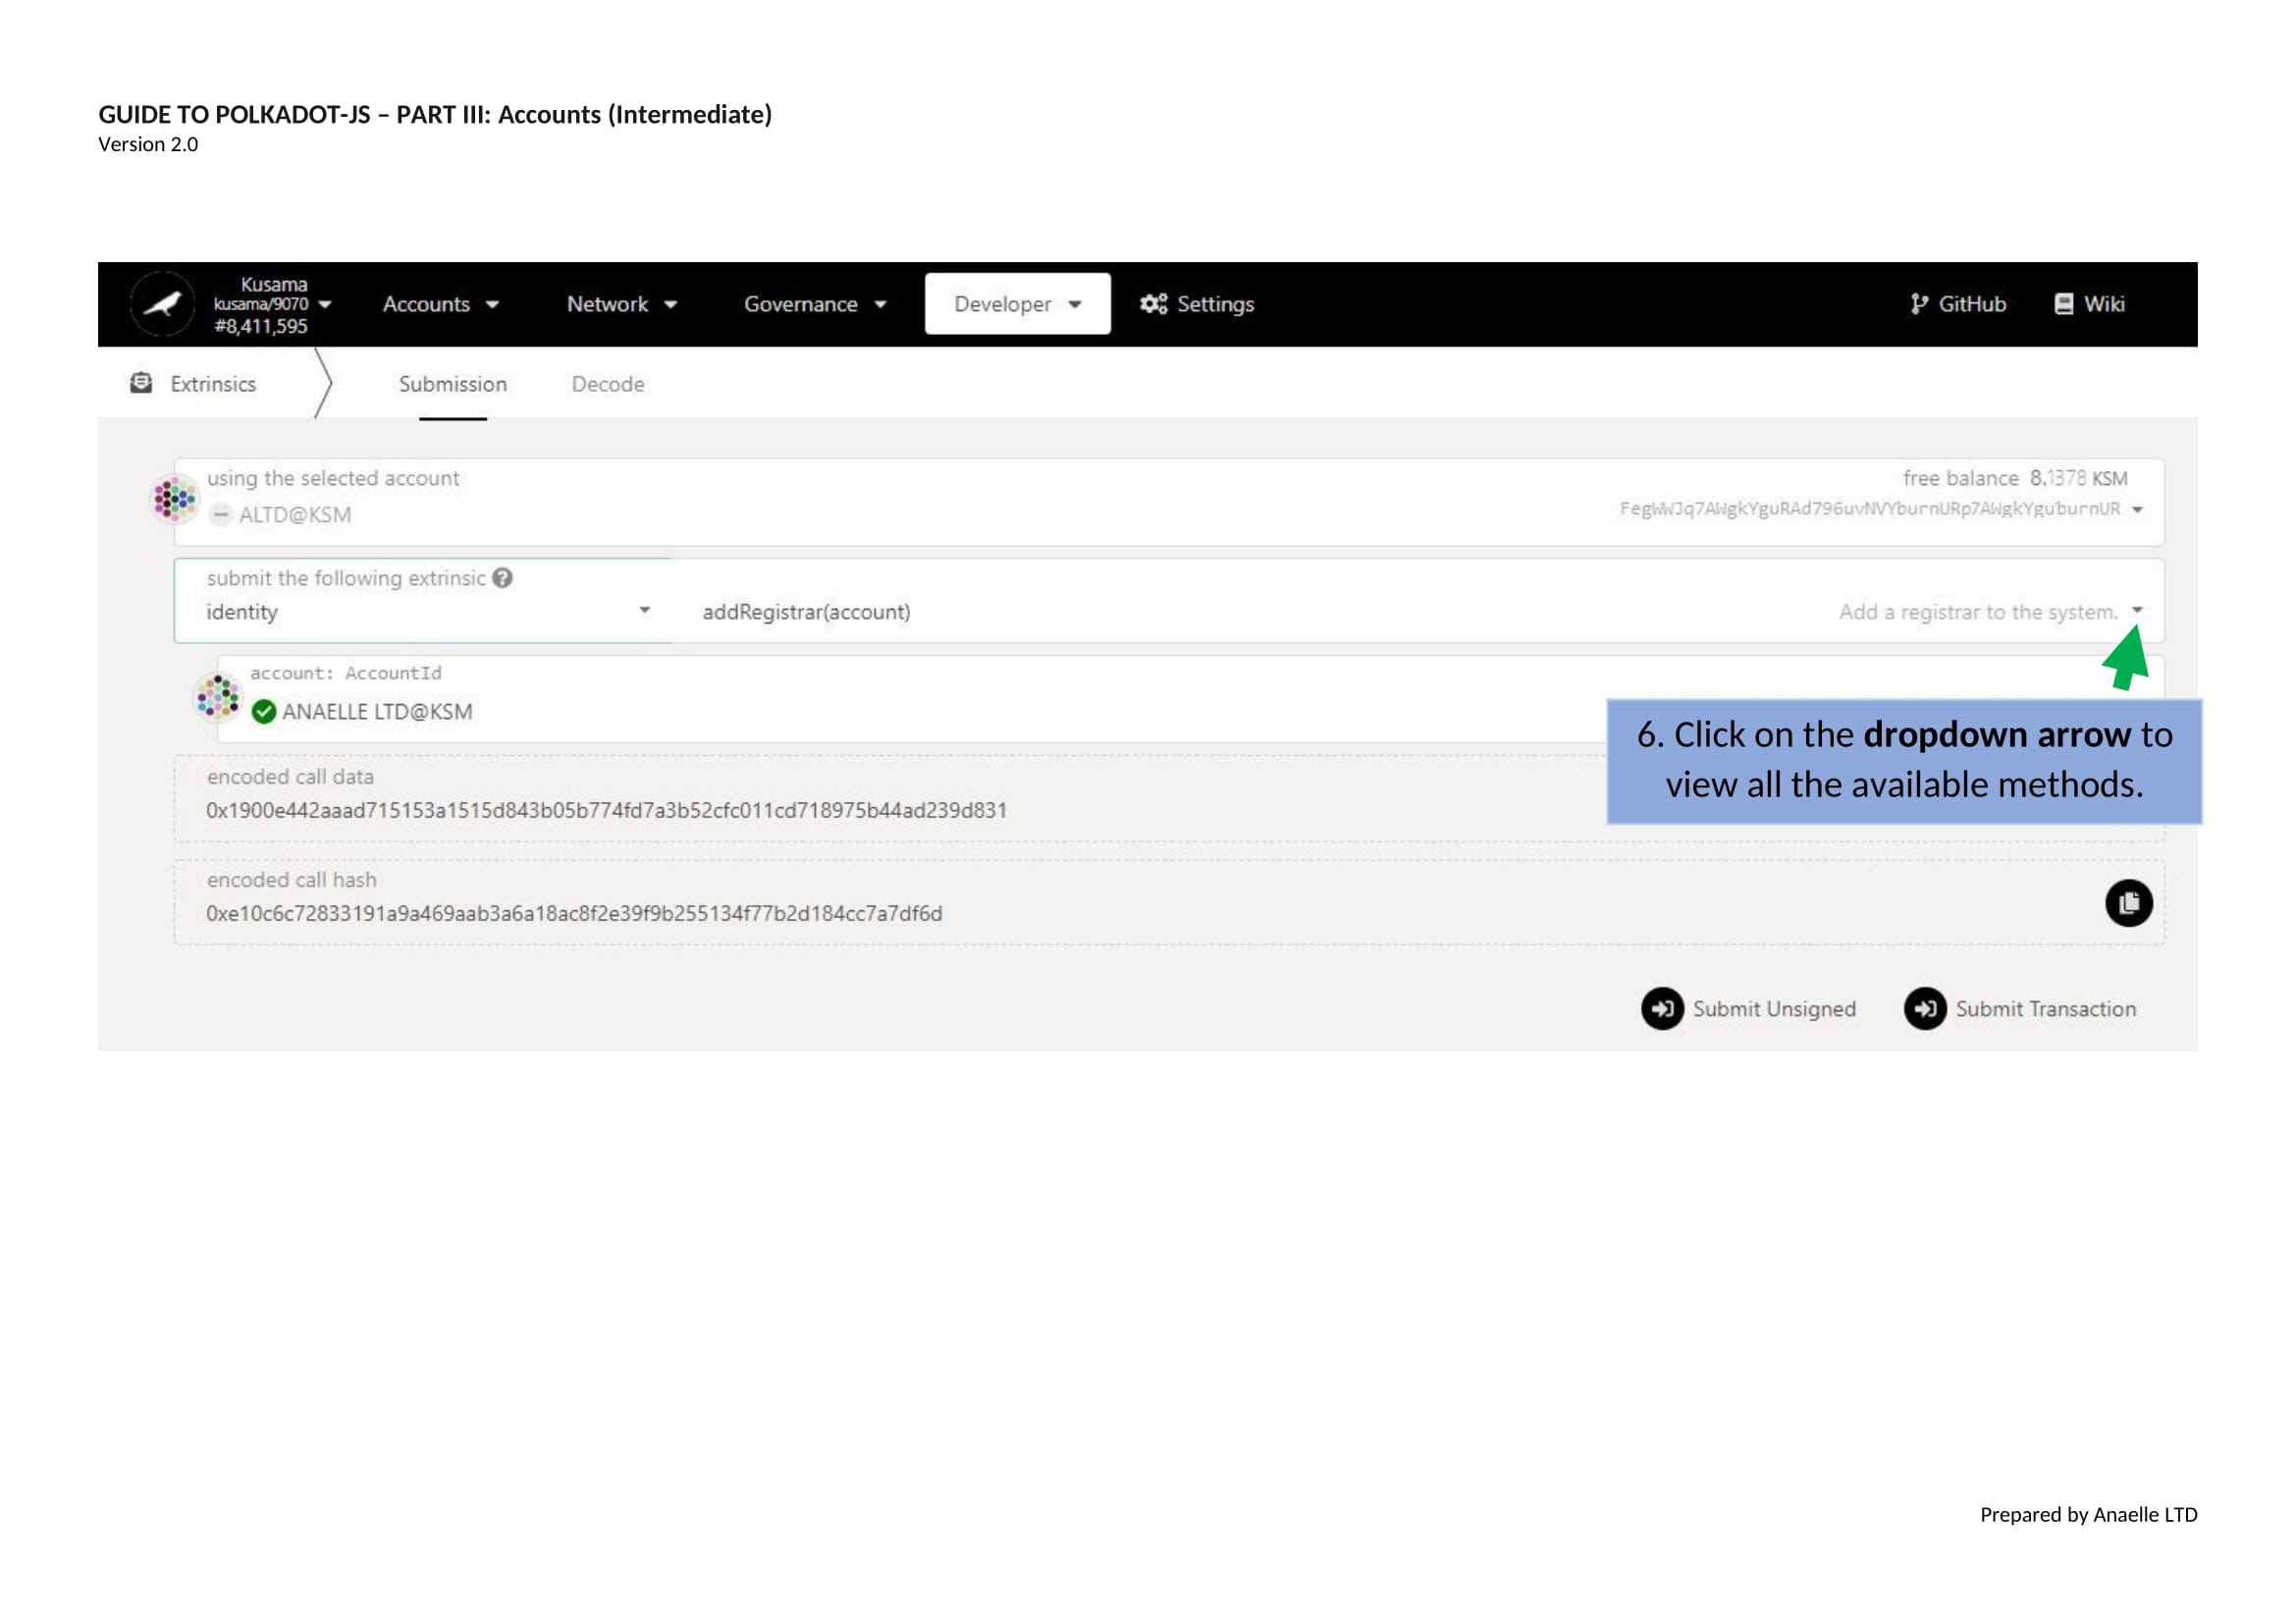 GUIDE TO POLKADOT-JS – PART III: Accounts (Intermediate)
Version 2.0
Kusama
kusama/9070
#8,411,595
Accounts
Network
Governance
Developer
Settings
GitHub
Wiki
Extrinsics
Submission
Decode
using the selected account
ALTD@KSM
free balance 8.1378 KSM
FegWWJq7AWgkYguRAd796uvNVYburnURp7AWgkYguburnUR
submit the following extrinsic
identity
addRegistrar(account)
Add a registrar to the system.
account: AccountId
ANAELLE LTD@KSM
6. Click on the dropdown arrow to
view all the available methods.
encoded call data
0x1900e442aaad715153a1515d843b05b774fd7a3b52cfc011cd718975b44ad239d831
encoded call hash
0xe10c6c72833191a9a469aab3a6a18ac8f2e39f9b255134f77b2d184cc7a7df6d
Submit Unsigned
Submit Transaction
Prepared by Anaelle LTD